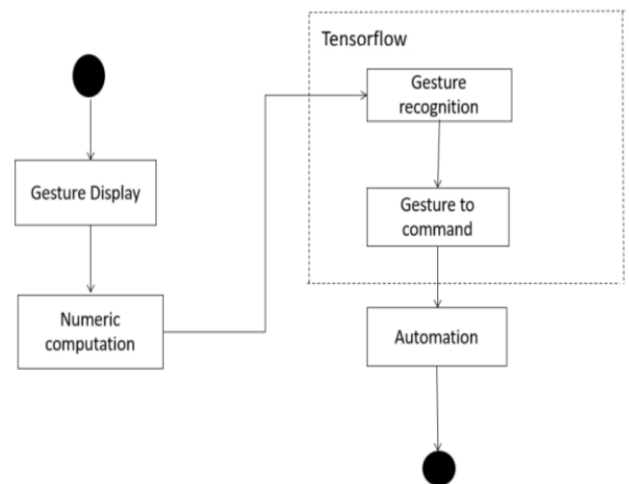 Tensorflow
Gesture
recognition
Gesture Display
Gesture to
command
Numeric
computation
Automation